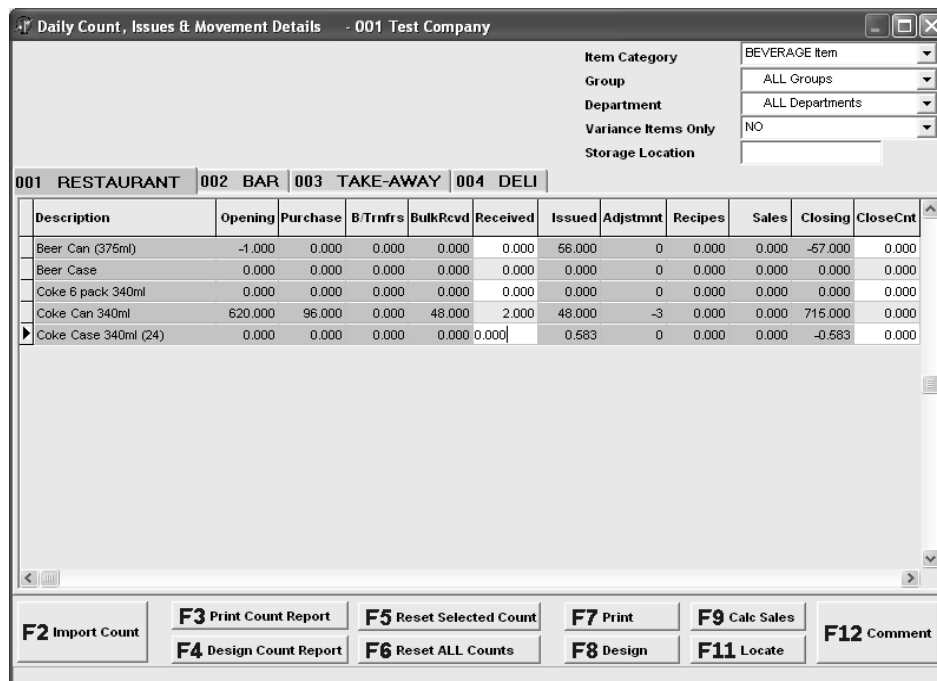 Daily Count, Issues & Movement Details - 001 Test Company
Item Category BEVERAGE Item
Group ALL Groups
Department ALL Departments
Variance Items Only NO
Storage Location
001 RESTAURANT 002 BAR 003 TAKE-AWAY 004 DELI
Description Opening Purchase B/Trnfrs BulkRcvd Received Issued Adjstmnt Recipes Sales Closing CloseCnt
Beer Can (375ml) -1.000 0.000 0.000 0.000 0.000 56.000 0 0.000 0.000 -57.000 0.000
Beer Case 0.000 0.000 0.000 0.000 0.000 0.000 0 0.000 0.000 0.000 0.000
Coke 6 pack 340ml 0.000 0.000 0.000 0.000 0.000 0.000 0 0.000 0.000 0.000 0.000
Coke Can 340ml 620.000 96.000 0.000 48.000 2.000 48.000 -3 0.000 0.000 715.000 0.000
Coke Case 340ml (24) 0.000 0.000 0.000 0.000 0.000 0.583 0 0.000 0.000 -0.583 0.000
F2 Import Count F3 Print Count Report F5 Reset Selected Count F7 Print F9 Calc Sales F12 Comment
F4 Design Count Report F6 Reset ALL Counts F8 Design F11 Locate